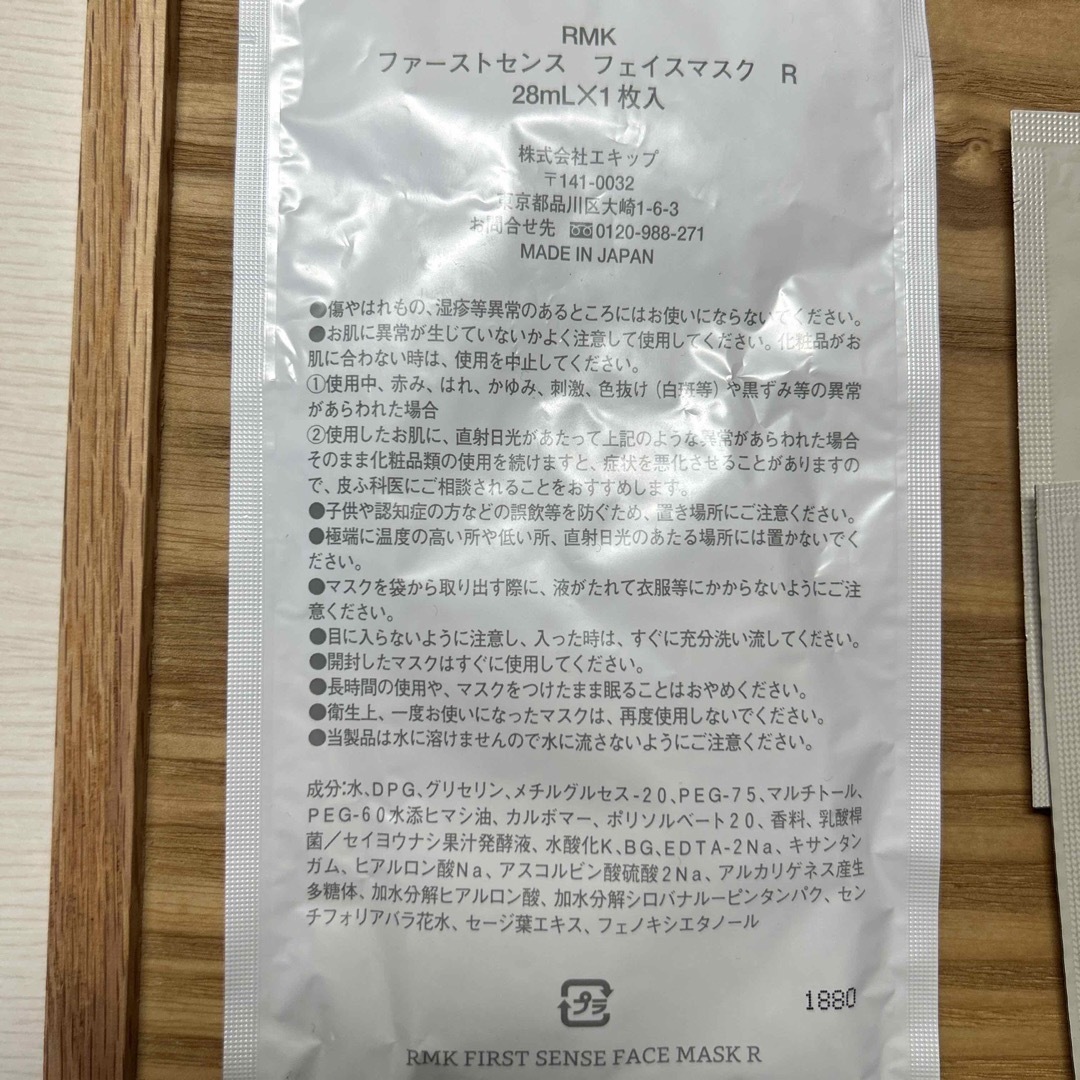 RMK
ファーストセンス　フェイスマスク　R
28mL×1枚入
株式会社エキップ
〒141-0032
東京都品川区大崎1-6-3
お問合せ先 0120-988-271
MADE IN JAPAN
●傷やはれもの、湿疹等異常のあるところにはお使いにならないでください。
●お肌に異常が生じていないかよく注意して使用してください。化粧品がお
肌に合わない時は、使用を中止してください。
①使用中、赤み、はれ、かゆみ、刺激、色抜け（白斑等）や黒ずみ等の異常
があらわれた場合
②使用したお肌に、直射日光があたって上記のような異常があらわれた場合
そのまま化粧品類の使用を続けますと、症状を悪化させることがありますの
で、皮ふ科医にご相談されることをおすすめします。
●子供や認知症の方などの誤飲等を防ぐため、置き場所にご注意ください。
●極端に温度の高い所や低い所、直射日光のあたる場所には置かないでく
ださい。
●マスクを袋から取り出す際に、液がたれて衣服等にかからないようにご注
意ください。
●目に入らないように注意し、入った時は、すぐに充分洗い流してください。
●開封したマスクはすぐに使用してください。
●長時間の使用や、マスクをつけたまま眠ることはおやめください。
●衛生上、一度お使いになったマスクは、再度使用しないでください。
●当製品は水に溶けませんので水に流さないようにご注意ください。
成分:水、DPG、グリセリン、メチルグルセス-20、PEG-75、マルチトール、
PEG-60水添ヒマシ油、カルボマー、ポリソルベート20、香料、乳酸桿
菌／セイヨウナシ果汁発酵液、水酸化K、BG、EDTA-2Na、キサンタン
ガム、ヒアルロン酸Na、アスコルビン酸硫酸2Na、アルカリゲネス産生
多糖体、加水分解ヒアルロン酸、加水分解シロバナルーピンタンパク、セン
チフォリアバラ花水、セージ葉エキス、フェノキシエタノール
プラ
1880
RMK FIRST SENSE FACE MASK R